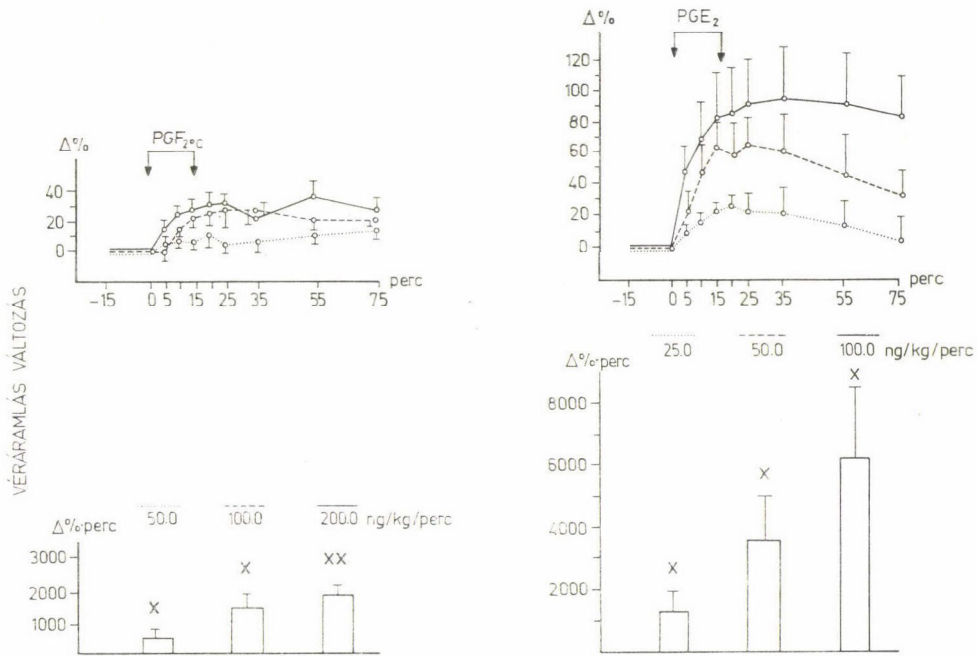 Δ%
PGF2α
40
20
0
-15 0 5 15 25 35 55 75 perc
Δ%
PGE2
120
100
80
60
40
20
0
-15 0 5 15 25 35 55 75 perc
VÉRÁRAMLÁS VÁLTOZÁS
50.0 100.0 200.0 ng/kg/perc
Δ%·perc
3000
2000
1000
X X XX
25.0 50.0 100.0 ng/kg/perc
Δ%·perc
8000
6000
4000
2000
X X X